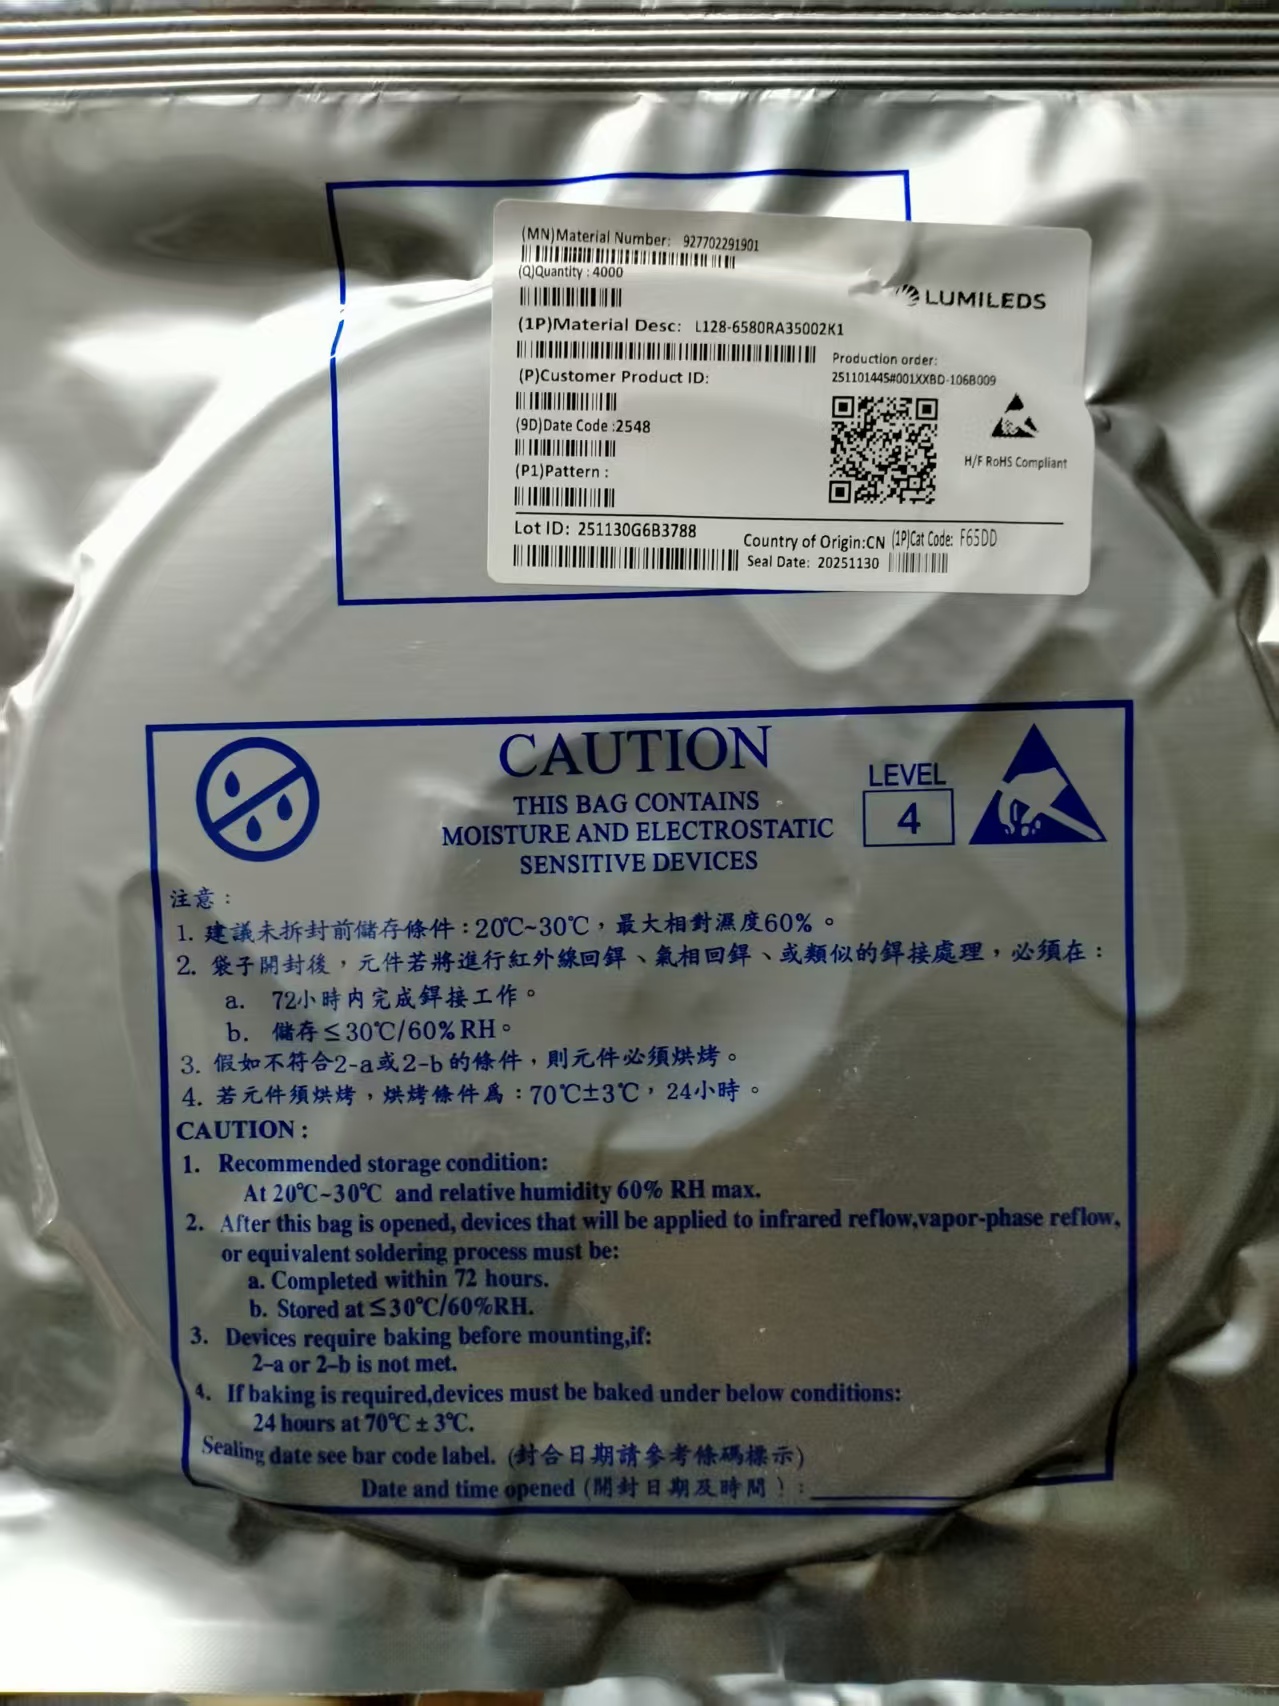 (MN)Material Number: 927702291901
(Q)Quantity : 4000
LUMILEDS
(1P)Material Desc: L128-6580RA35002K1
Production order:
251101445#001XXBD-106B009
(P)Customer Product ID:
(9D)Date Code :2548
H/F RoHS Compliant
(P1)Pattern :
Lot ID: 251130G6B3788
Country of Origin:CN (1P)Cat Code: F65DD
Seal Date: 20251130
CAUTION
THIS BAG CONTAINS
MOISTURE AND ELECTROSTATIC
SENSITIVE DEVICES
LEVEL
4
注意：
1. 建議未拆封前儲存條件：20℃~30℃，最大相對濕度60%。
2. 袋子開封後，元件若將進行紅外線回銲、氣相回銲、或類似的銲接處理，必須在：
a. 72小時內完成銲接工作。
b. 儲存≦30℃/60%RH。
3. 假如不符合2-a或2-b的條件，則元件必須烘烤。
4. 若元件須烘烤，烘烤條件爲：70℃±3℃，24小時。
CAUTION :
1. Recommended storage condition:
At 20℃~30℃ and relative humidity 60% RH max.
2. After this bag is opened, devices that will be applied to infrared reflow,vapor-phase reflow,
or equivalent soldering process must be:
a. Completed within 72 hours.
b. Stored at ≦30℃/60%RH.
3. Devices require baking before mounting,if:
2-a or 2-b is not met.
4. If baking is required,devices must be baked under below conditions:
24 hours at 70℃ ± 3℃.
Sealing date see bar code label. (封合日期請參考條碼標示)
Date and time opened (開封日期及時間)：